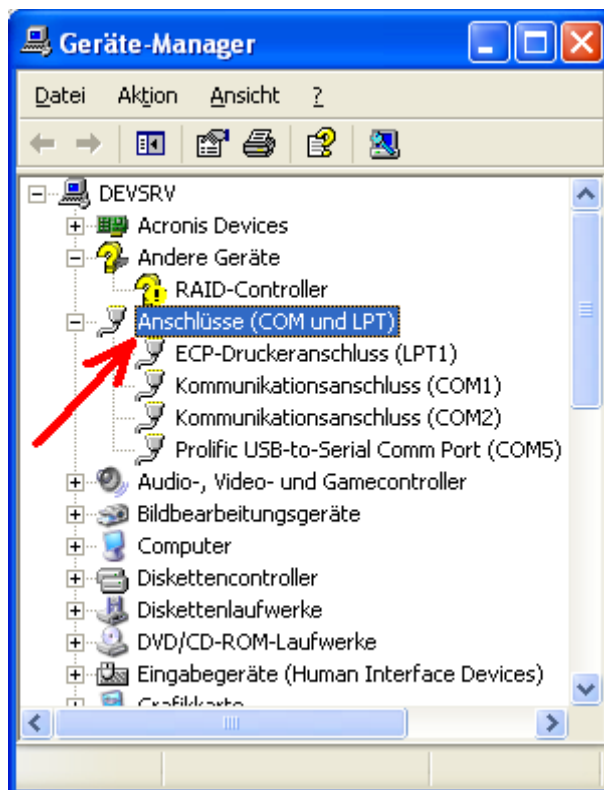 Geräte-Manager
Datei Aktion Ansicht ?
DEVSRV
Acronis Devices
Andere Geräte
RAID-Controller
Anschlüsse (COM und LPT)
ECP-Druckeranschluss (LPT1)
Kommunikationsanschluss (COM1)
Kommunikationsanschluss (COM2)
Prolific USB-to-Serial Comm Port (COM5)
Audio-, Video- und Gamecontroller
Bildbearbeitungsgeräte
Computer
Diskettencontroller
Diskettenlaufwerke
DVD/CD-ROM-Laufwerke
Eingabegeräte (Human Interface Devices)
Grafikkarte